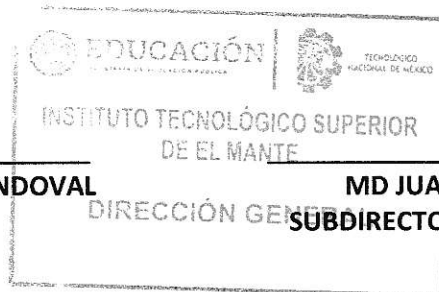 EDUCACIÓN
TECNOLÓGICO
NACIONAL DE MÉXICO
INSTITUTO TECNOLÓGICO SUPERIOR
DE EL MANTE
NDOVAL
MD JUA
DIRECCIÓN GENERAL
SUBDIRECTO